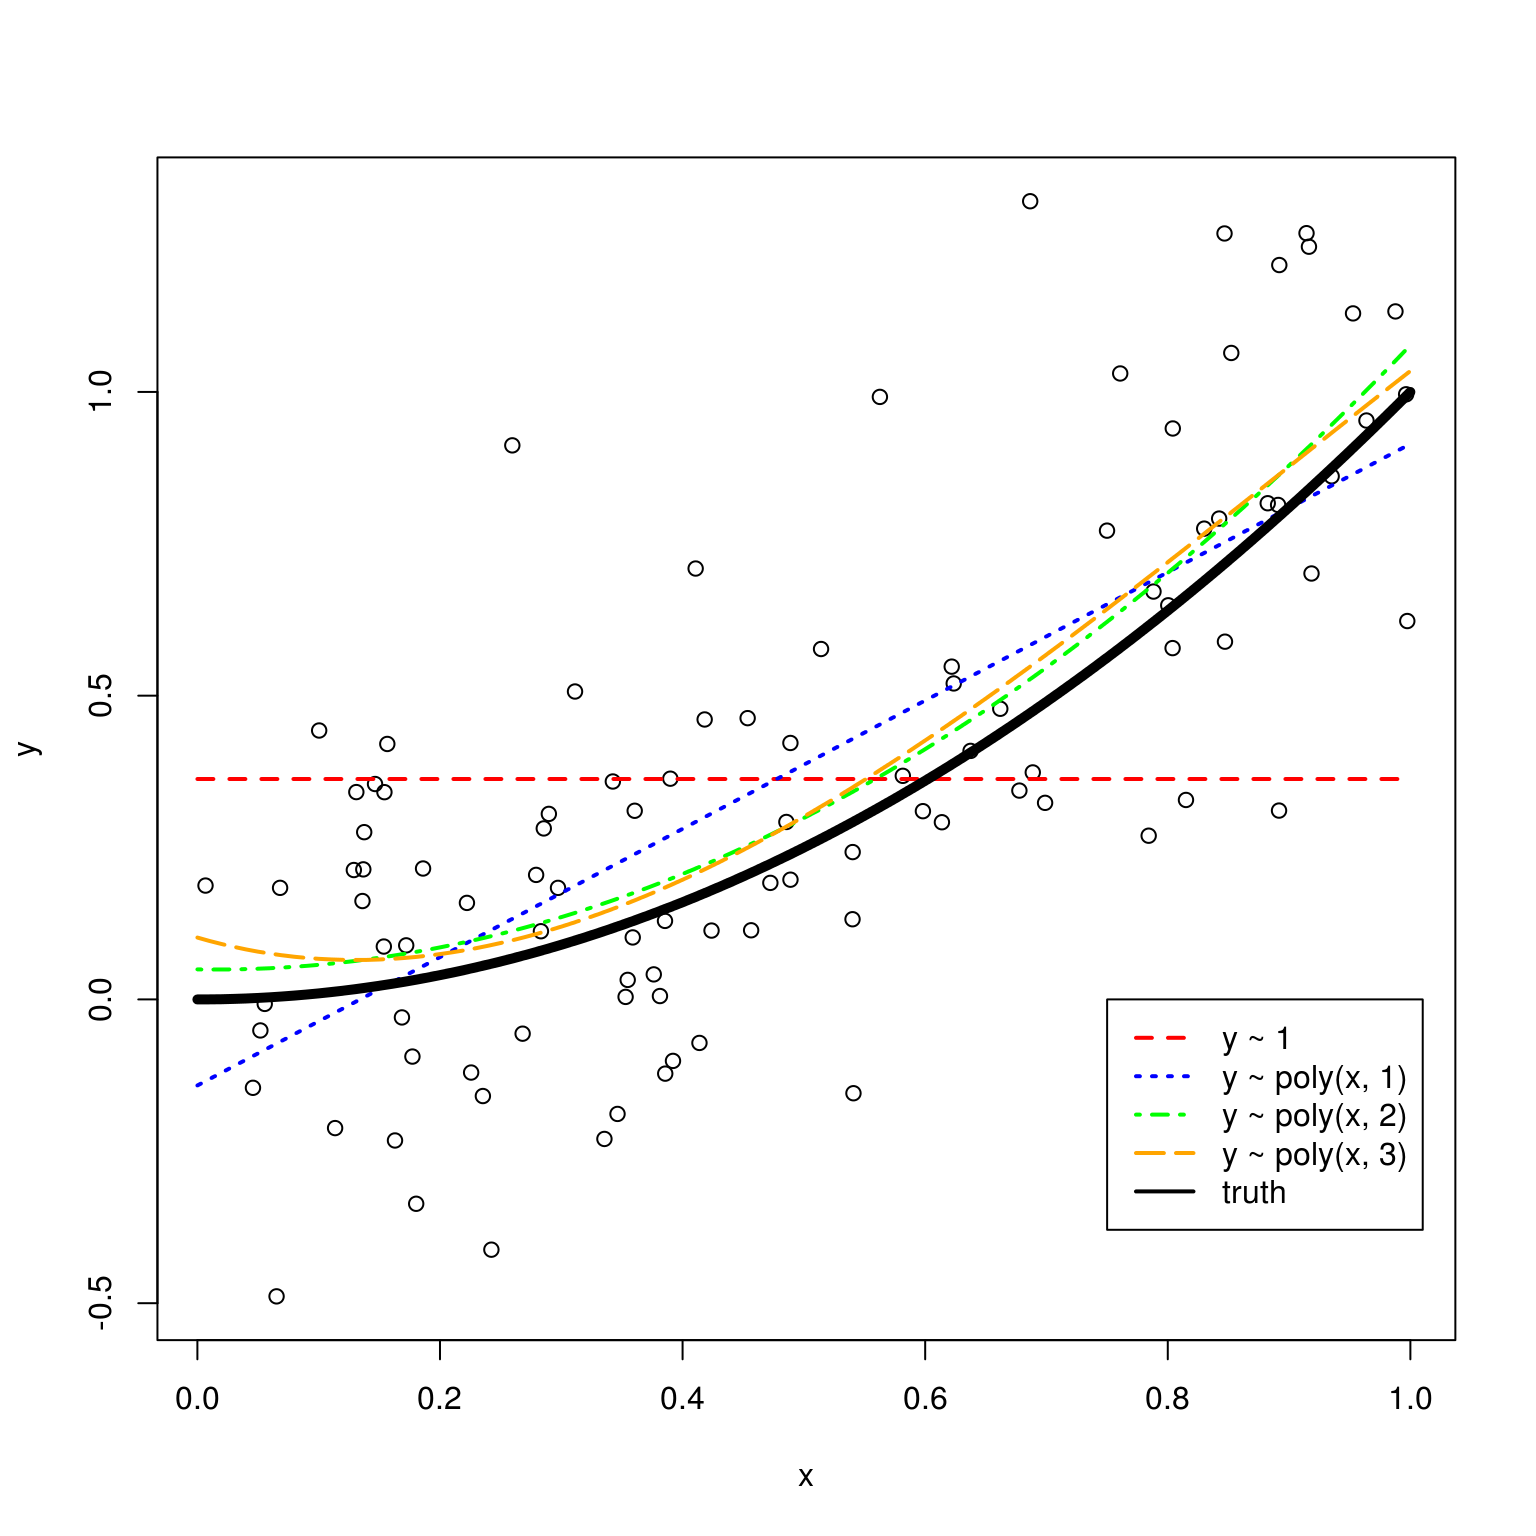 y
1.0
0.5
0.0
-0.5
0.0 0.2 0.4 0.6 0.8 1.0
x
y ~ 1
y ~ poly(x, 1)
y ~ poly(x, 2)
y ~ poly(x, 3)
truth